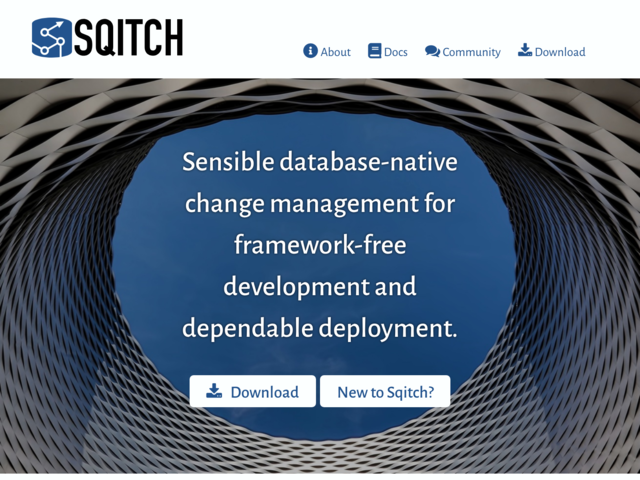 SQITCH
About
Docs
Community
Download
Sensible database-native
change management for
framework-free
development and
dependable deployment.
Download
New to Sqitch?